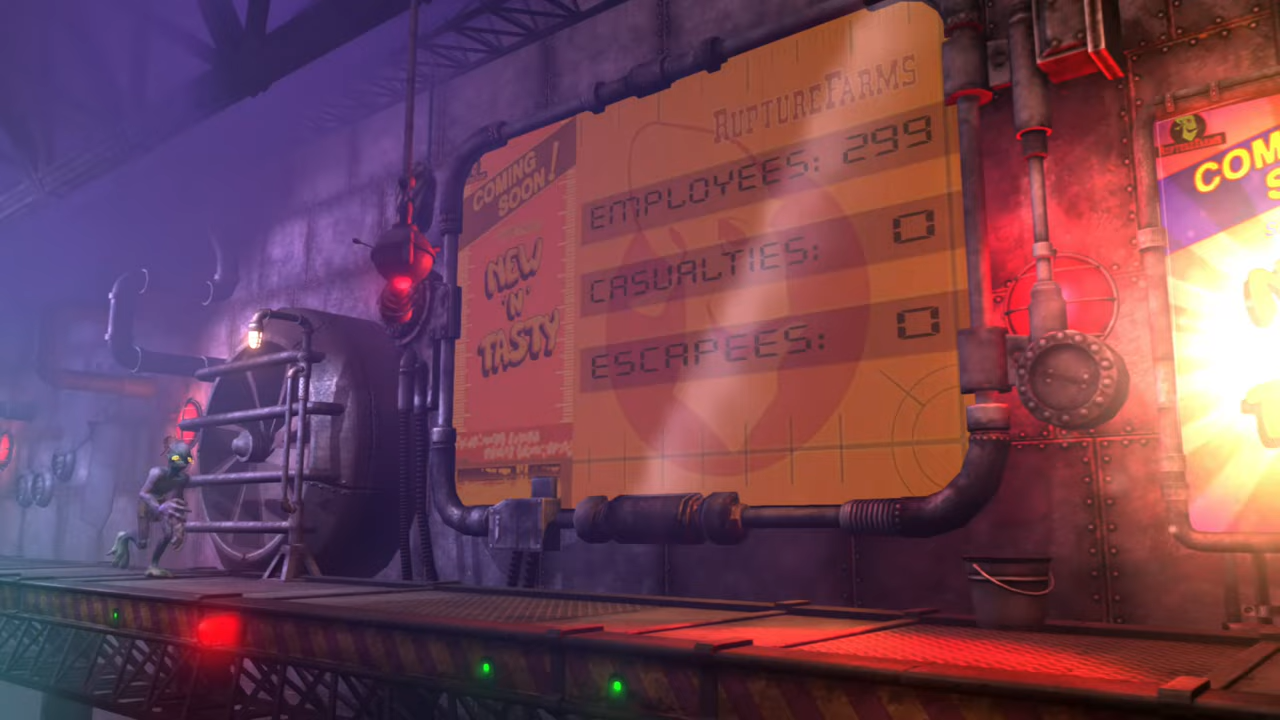 COMING
SOON!
NEW
'N'
TASTY
RUPTUREFARMS
EMPLOYEES: 299
CASUALTIES: 0
ESCAPEES: 0
COM
S